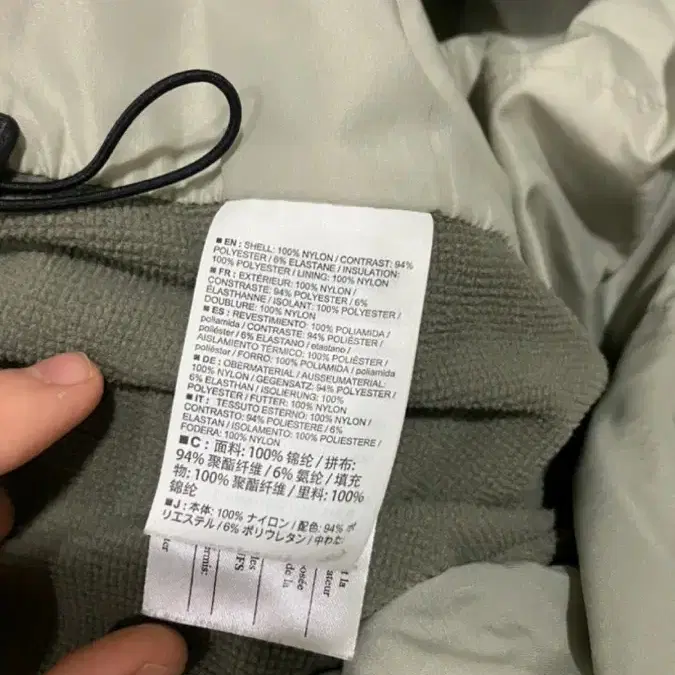 ■ EN : SHELL: 100% NYLON / CONTRAST: 94%
POLYESTER / 6% ELASTANE / INSULATION:
100% POLYESTER / LINING: 100% NYLON
■ FR : EXTÉRIEUR: 100% NYLON /
CONSTRASTE: 94% POLYESTER / 6%
ÉLASTHANNE / ISOLANT: 100% POLYESTER /
DOUBLURE: 100% NYLON
■ ES : REVESTIMIENTO: 100% POLIAMIDA /
poliamida / CONTRASTE: 94% POLIÉSTER /
poliéster / 6% ELASTANO / elastano /
AISLAMIENTO TÉRMICO: 100% POLIÉSTER /
poliéster / FORRO: 100% POLIAMIDA / poliamida
■ DE : OBERMATERIAL / AUSSEUMATERIAL:
100% NYLON / GEGENSATZ: 94% POLYESTER /
6% ELASTHAN / ISOLIERUNG: 100%
POLYESTER / FUTTER: 100% NYLON
■ IT : TESSUTO ESTERNO: 100% NYLON /
CONTRASTO: 94% POLIESTERE / 6%
ELASTAN / ISOLAMENTO: 100% POLIESTERE /
FODERA: 100% NYLON
■ C : 面料: 100% 锦纶 / 拼布:
94% 聚酯纤维 / 6% 氨纶 / 填充
物: 100% 聚酯纤维 / 里料: 100%
锦纶
■ J : 本体: 100% ナイロン / 配色: 94% ポ
リエステル / 6% ポリウレタン / 中わた